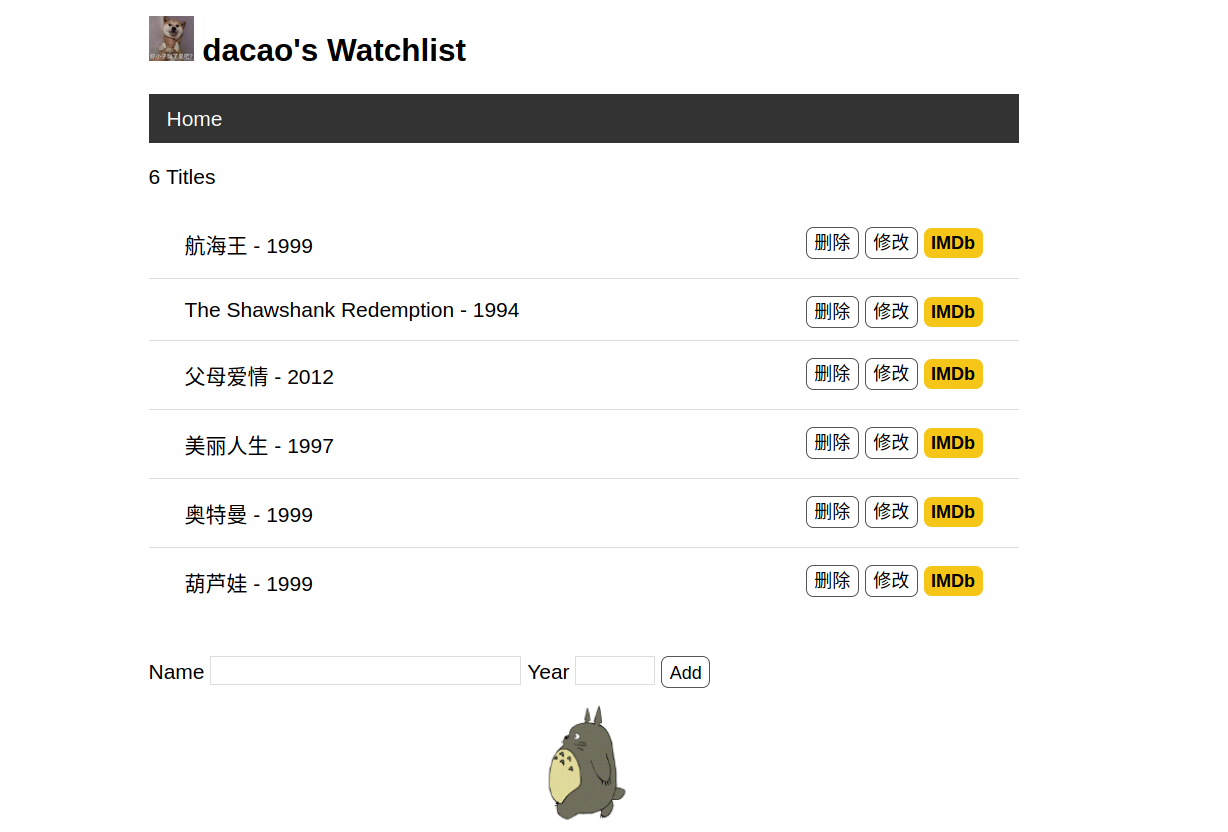 dacao's Watchlist
Home
6 Titles
航海王 - 1999 删除 修改 IMDb
The Shawshank Redemption - 1994 删除 修改 IMDb
父母爱情 - 2012 删除 修改 IMDb
美丽人生 - 1997 删除 修改 IMDb
奥特曼 - 1999 删除 修改 IMDb
葫芦娃 - 1999 删除 修改 IMDb
Name Year Add